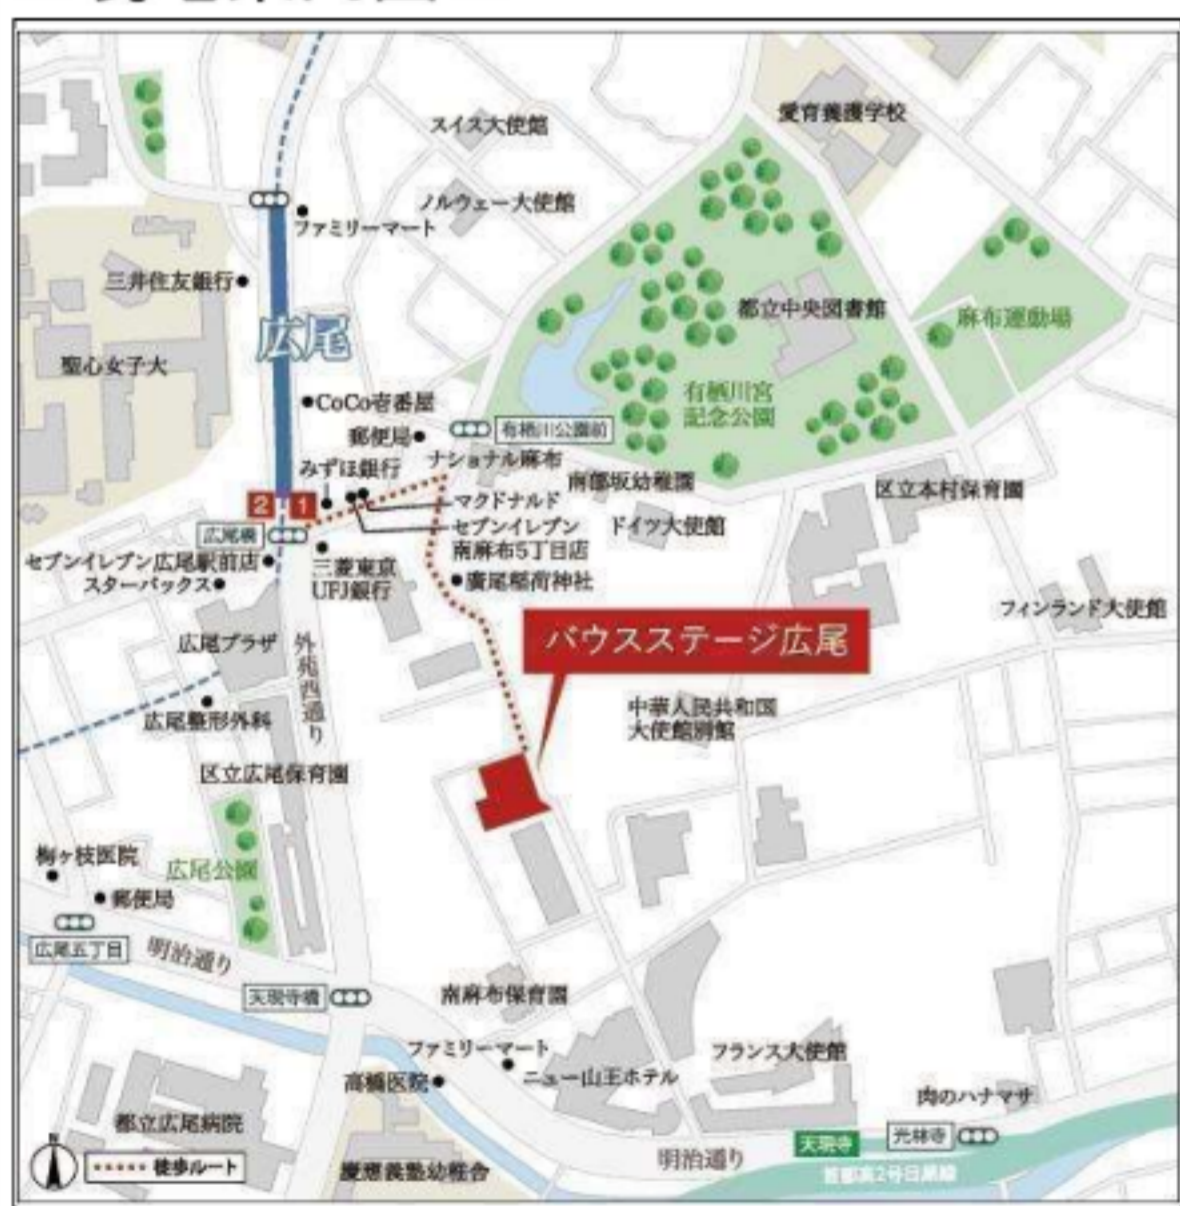 愛育養護学校
スイス大使館
ノルウェー大使館
ファミリーマート
三井住友銀行
都立中央図書館
麻布運動場
広尾
聖心女子大
有栖川宮
記念公園
CoCo壱番屋
有栖川公園前
郵便局
ナショナル麻布
みずほ銀行
南部坂幼稚園
区立本村保育園
マクドナルド
2
1
セブンイレブン
南麻布5丁目店
ドイツ大使館
広尾橋
セブンイレブン広尾駅前店
スターバックス
三菱東京
UFJ銀行
廣尾稲荷神社
フィンランド大使館
バウスステージ広尾
広尾プラザ
外苑西通り
中華人民共和国
大使館別館
広尾整形外科
区立広尾保育園
梅ヶ枝医院
広尾公園
郵便局
広尾五丁目
明治通り
天現寺橋
南麻布保育園
ファミリーマート
フランス大使館
高橋医院
ニュー山王ホテル
肉のハナマサ
都立広尾病院
天現寺
光林寺
明治通り
首都高2号目黒線
慶應義塾幼稚舎
N
徒歩ルート